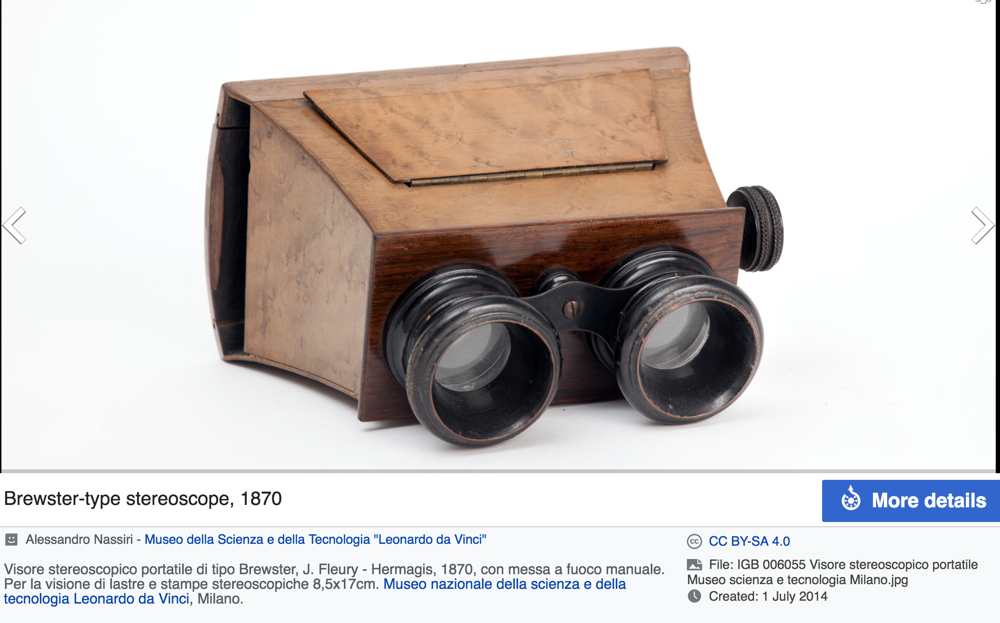 Brewster-type stereoscope, 1870
More details
Alessandro Nassiri - Museo della Scienza e della Tecnologia "Leonardo da Vinci"
Visore stereoscopico portatile di tipo Brewster, J. Fleury - Hermagis, 1870, con messa a fuoco manuale.
Per la visione di lastre e stampe stereoscopiche 8,5x17cm. Museo nazionale della scienza e della
tecnologia Leonardo da Vinci, Milano.
cc CC BY-SA 4.0
File: IGB 006055 Visore stereoscopico portatile
Museo scienza e tecnologia Milano.jpg
Created: 1 July 2014